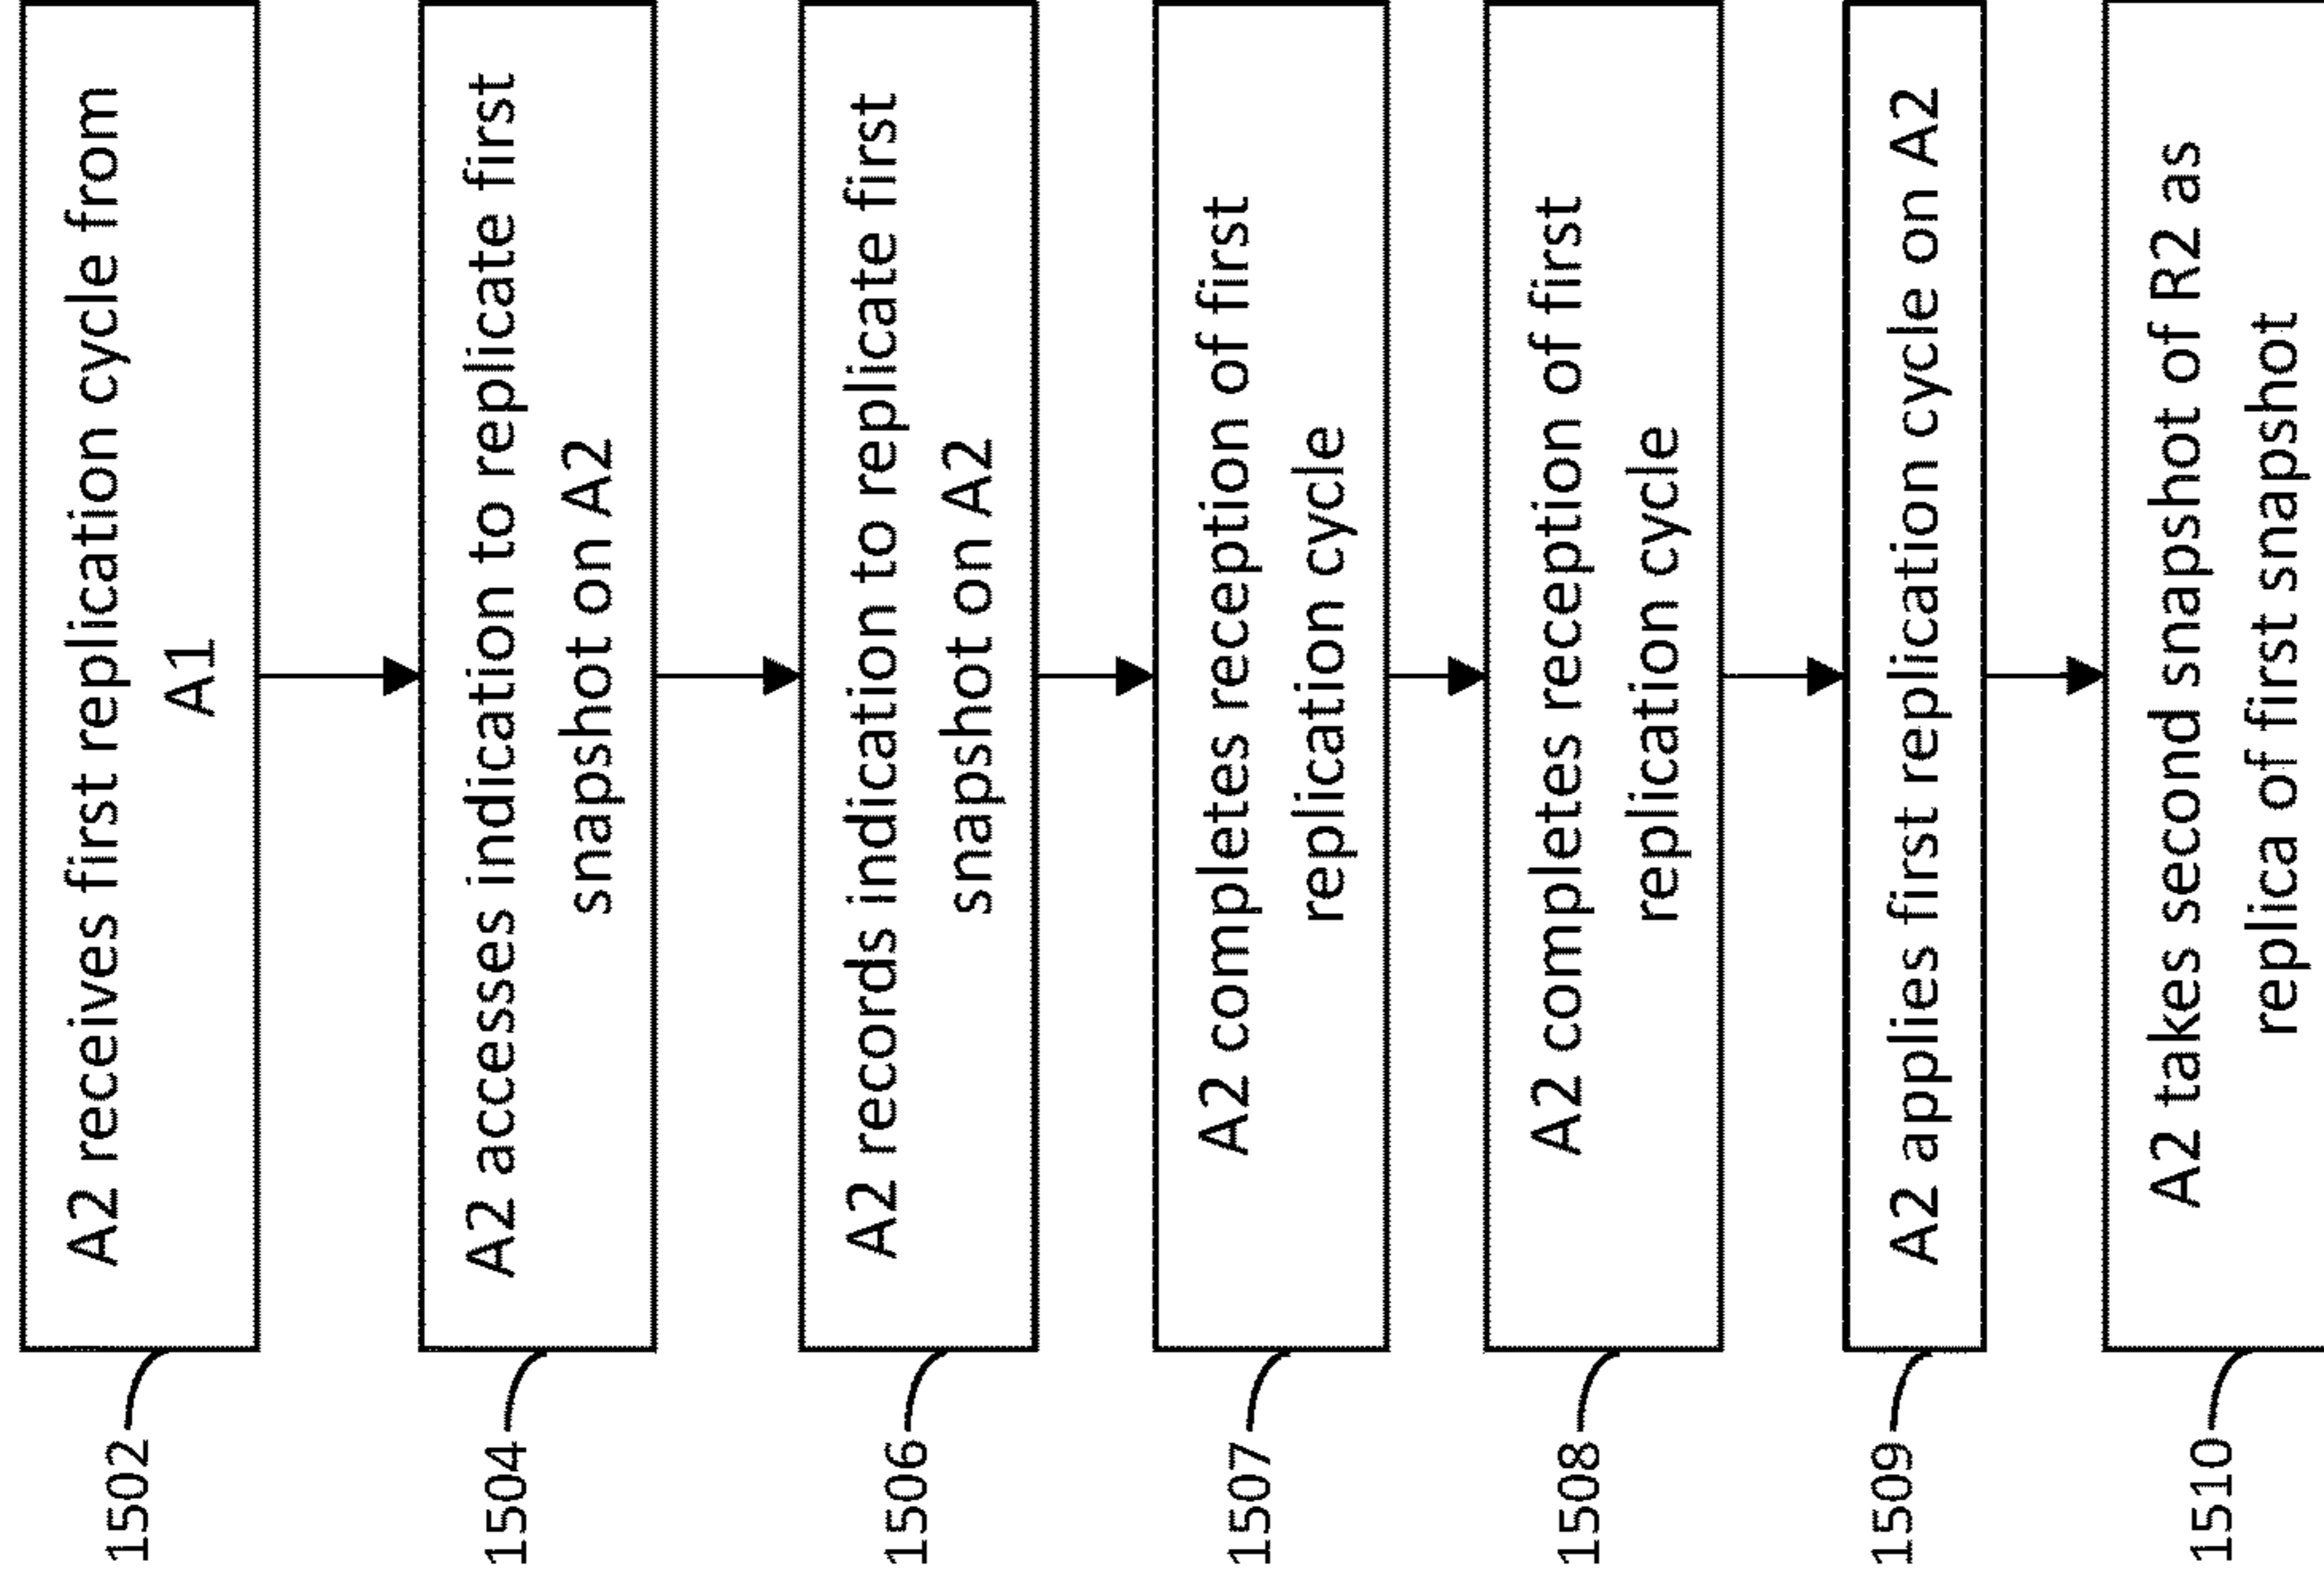 1502
A2 receives first replication cycle from
A1
1504
A2 accesses indication to replicate first
snapshot on A2
1506
A2 records indication to replicate first
snapshot on A2
1507
A2 completes reception of first
replication cycle
1508
A2 completes reception of first
replication cycle
1509
A2 applies first replication cycle on A2
1510
A2 takes second snapshot of R2 as
replica of first snapshot